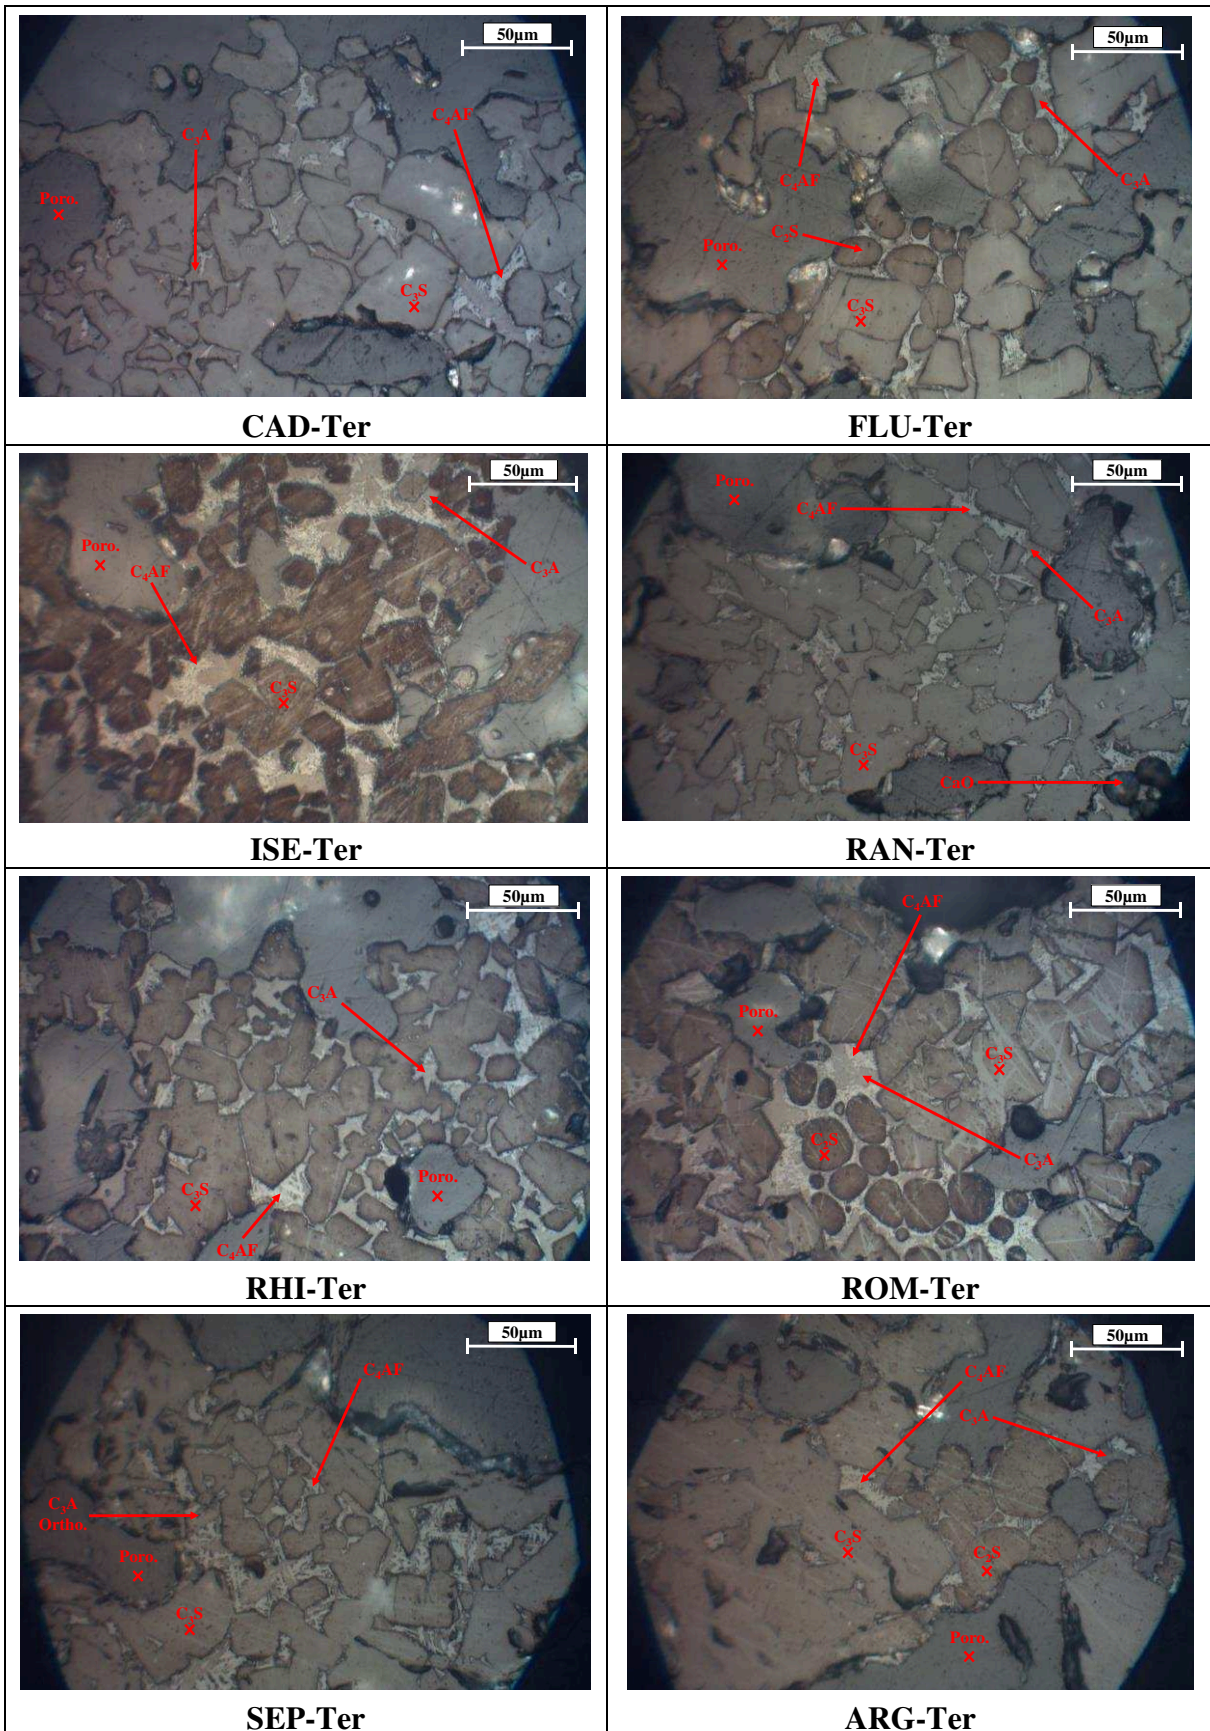 50µm
C₄AF
C₃A
Poro.
C₃S
CAD-Ter
50µm
C₄AF
C₃A
C₂S
Poro.
C₃S
FLU-Ter
50µm
Poro.
C₄AF
C₃A
C₃S
ISE-Ter
50µm
Poro.
C₄AF
C₃A
C₃S
CaO
RAN-Ter
50µm
C₃A
Poro.
C₃S
C₄AF
RHI-Ter
C₄AF
50µm
Poro.
C₃S
C₂S
C₃A
ROM-Ter
50µm
C₄AF
C₃A
Ortho.
Poro.
C₃S
SEP-Ter
50µm
C₄AF
C₃A
C₃S
C₂S
Poro.
ARG-Ter